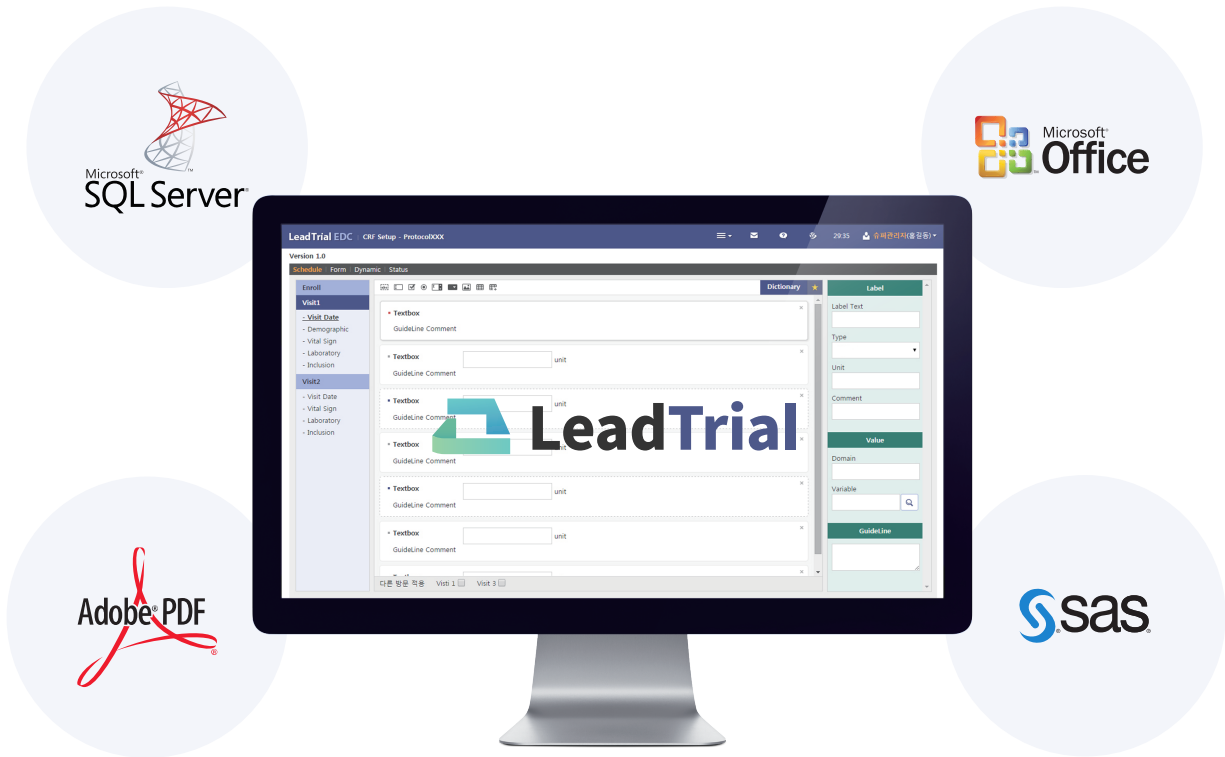 Microsoft®
SQL Server®
Microsoft®
Office
LeadTrial EDC | CRF Setup - ProtocolXXX
29:35 슈퍼관리자(홍길동)
Version 1.0
Schedule | Form | Dynamic | Status
Enroll
Visit1
- Visit Date
- Demographic
- Vital Sign
- Laboratory
- Inclusion
Visit2
- Visit Date
- Vital Sign
- Laboratory
- Inclusion
Dictionary
Textbox
GuideLine Comment
Textbox unit
GuideLine Comment
Textbox unit
GuideLine Comment
LeadTrial
Textbox
GuideLine Comment
Textbox unit
GuideLine Comment
Textbox unit
GuideLine Comment
다른 방문 적용 Visti 1 Visit 3
Label
Label Text
Type
Unit
Comment
Value
Domain
Variable
GuideLine
Adobe® PDF
sas